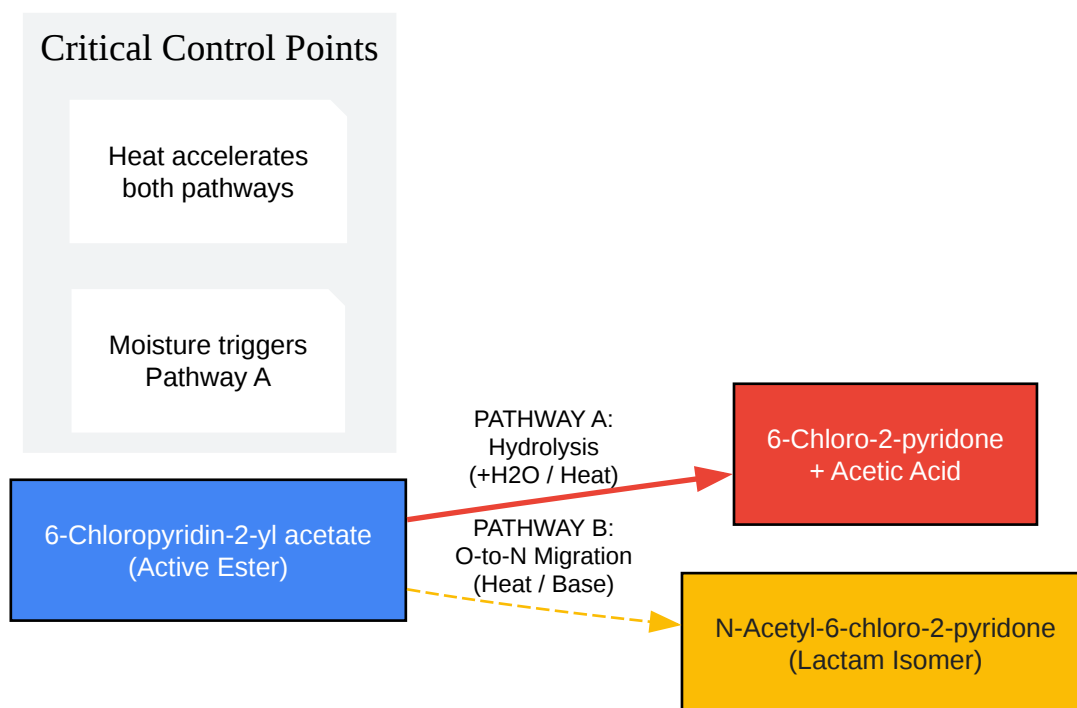 Critical Control Points
Heat accelerates
both pathways
Moisture triggers
Pathway A
PATHWAY A:
Hydrolysis
(+H2O / Heat)
6-Chloro-2-pyridone
+ Acetic Acid
6-Chloropyridin-2-yl acetate
(Active Ester)
PATHWAY B:
O-to-N Migration
(Heat / Base)
N-Acetyl-6-chloro-2-pyridone
(Lactam Isomer)